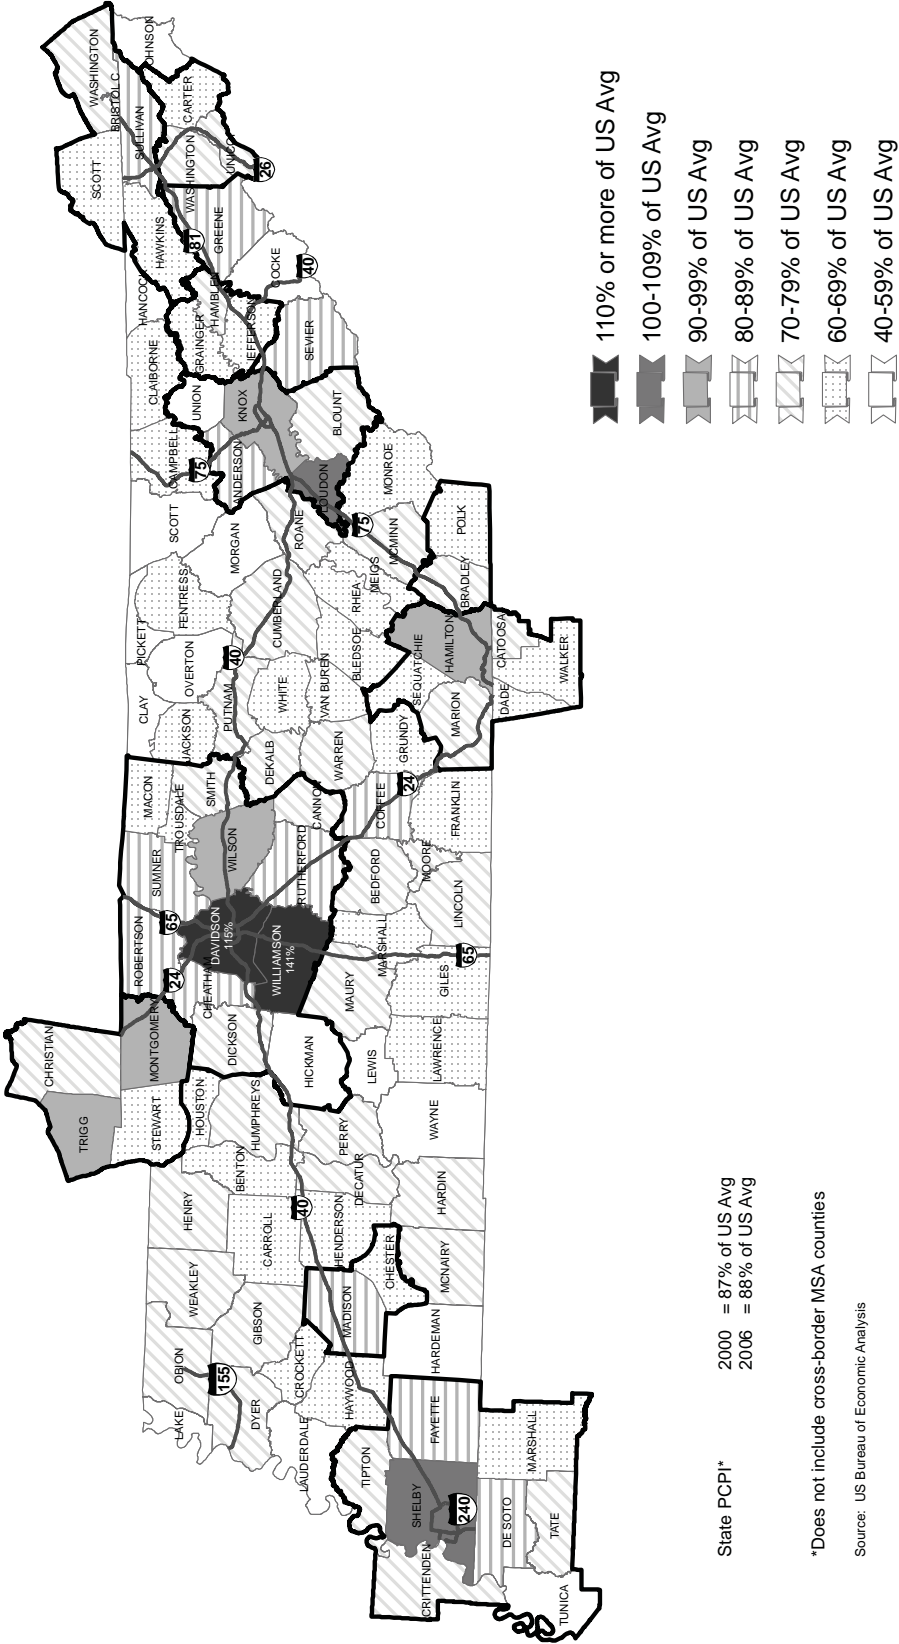 WASHINGTON
BRISTOL C
JOHNSON
SCOTT
SULLIVAN
CARTER
HAWKINS
WASHINGTON
UNICOI
26
81
HANCOCK
GREENE
HAMBLEN
COCKE
40
CLAIBORNE
GRAINGER
JEFFERSON
SEVIER
UNION
KNOX
CAMPBELL
75
ANDERSON
BLOUNT
LOUDON
MONROE
SCOTT
MORGAN
ROANE
75
MCMINN
POLK
FENTRESS
CUMBERLAND
RHEA
MEIGS
BRADLEY
PICKETT
OVERTON
40
BLEDSOE
SEQUATCHIE
HAMILTON
CATOOSA
WALKER
CLAY
JACKSON
PUTNAM
WHITE
VAN BUREN
MARION
DADE
MACON
TROUSDALE
SMITH
DEKALB
WARREN
GRUNDY
24
CANNON
COFFEE
FRANKLIN
SUMNER
WILSON
RUTHERFORD
BEDFORD
MOORE
LINCOLN
ROBERTSON
65
24
DAVIDSON
115%
WILLIAMSON
141%
CHEATHAM
MARSHALL
65
MAURY
GILES
CHRISTIAN
MONTGOMERY
DICKSON
HICKMAN
LEWIS
LAWRENCE
TRIGG
STEWART
HOUSTON
HUMPHREYS
PERRY
WAYNE
HENRY
BENTON
DECATUR
HARDIN
CARROLL
40
HENDERSON
CHESTER
MCNAIRY
WEAKLEY
GIBSON
MADISON
HARDEMAN
OBION
155
CROCKETT
HAYWOOD
LAKE
DYER
LAUDERDALE
FAYETTE
TIPTON
SHELBY
240
MARSHALL
DE SOTO
TATE
CRITTENDEN
TUNICA
110% or more of US Avg
100-109% of US Avg
90-99% of US Avg
80-89% of US Avg
70-79% of US Avg
60-69% of US Avg
40-59% of US Avg
State PCPI* 2000 = 87% of US Avg
2006 = 88% of US Avg
*Does not include cross-border MSA counties
Source: US Bureau of Economic Analysis